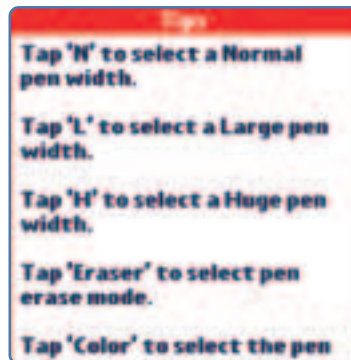 Tips
Tap 'N' to select a Normal
pen width.
Tap 'L' to select a Large pen
width.
Tap 'H' to select a Huge pen
width.
Tap 'Eraser' to select pen
erase mode.
Tap 'Color' to select the pen